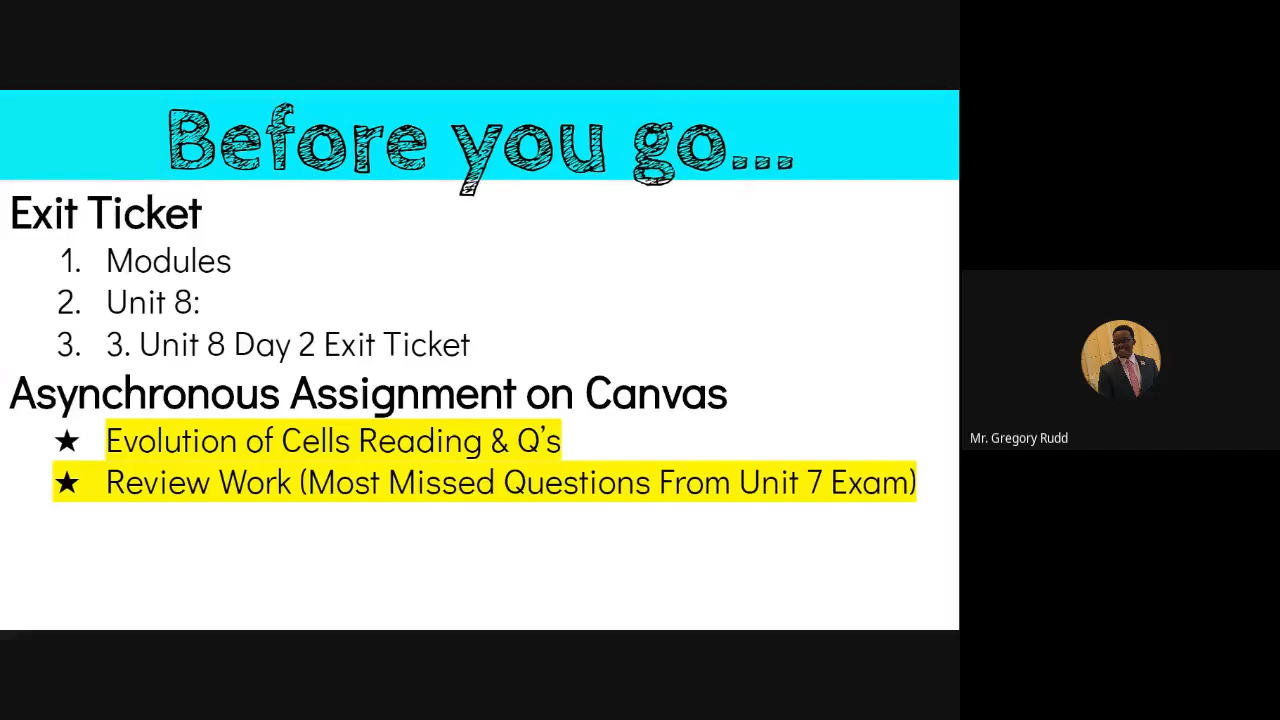 Before you go...
Exit Ticket
1. Modules
2. Unit 8:
3. 3. Unit 8 Day 2 Exit Ticket
Asynchronous Assignment on Canvas
★ Evolution of Cells Reading & Q's
★ Review Work (Most Missed Questions From Unit 7 Exam)
Mr. Gregory Rudd